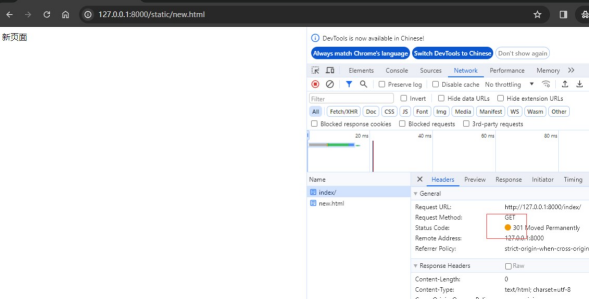 127.0.0.1:8000/static/new.html
新页面
DevTools is now available in Chinese!
Always match Chrome's language Switch DevTools to Chinese Don't show again
Elements Console Sources Network Performance Memory
Preserve log Disable cache No throttling
Filter Invert Hide data URLs Hide extension URLs
All Fetch/XHR Doc CSS JS Font Img Media Manifest WS Wasm Other
Blocked response cookies Blocked requests 3rd-party requests
20 ms 40 ms 60 ms 80 ms
Name Headers Preview Response Initiator Timing
index/
new.html
General
Request URL: http://127.0.0.1:8000/index/
Request Method: GET
Status Code: 301 Moved Permanently
Remote Address: 127.0.0.1:8000
Referrer Policy: strict-origin-when-cross-origin
Response Headers Raw
Content-Length: 0
Content-Type: text/html; charset=utf-8